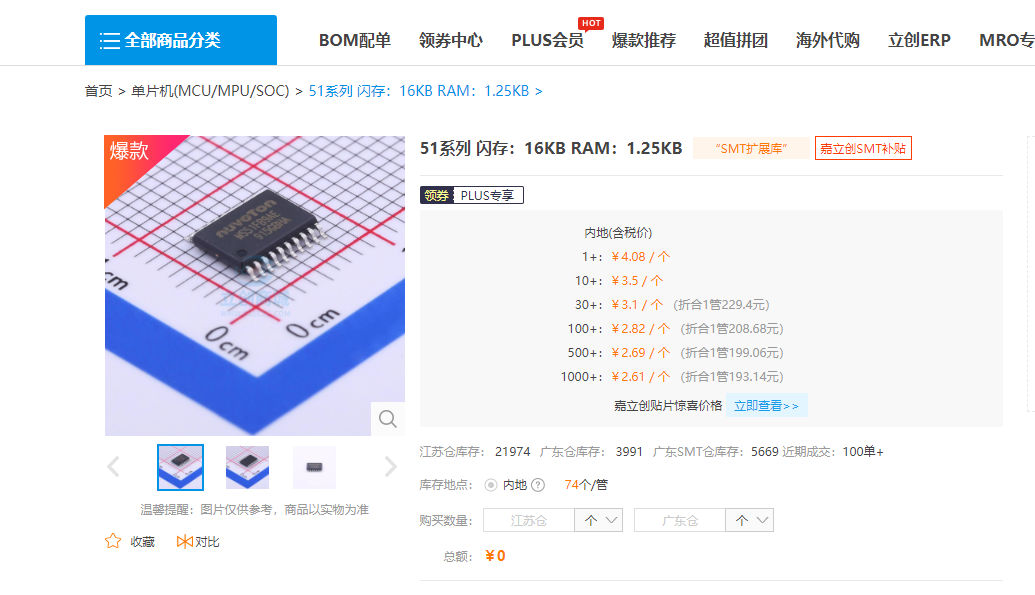 全部商品分类
BOM配单 领券中心 PLUS会员 HOT 爆款推荐 超值拼团 海外代购 立创ERP MRO专
首页 > 单片机(MCU/MPU/SOC) > 51系列 闪存：16KB RAM：1.25KB >
爆款
nuvoTon
cm
0 cm
0 cm
51系列 闪存：16KB RAM：1.25KB “SMT扩展库” 嘉立创SMT补贴
领券 PLUS专享
内地(含税价)
1+： ￥4.08 / 个
10+： ￥3.5 / 个
30+： ￥3.1 / 个 (折合1管229.4元)
100+： ￥2.82 / 个 (折合1管208.68元)
500+： ￥2.69 / 个 (折合1管199.06元)
1000+： ￥2.61 / 个 (折合1管193.14元)
嘉立创贴片惊喜价格 立即查看>>
江苏仓库存： 21974 广东仓库存： 3991 广东SMT仓库存： 5669 近期成交： 100单+
库存地点： 内地 ? 74个/管
购买数量： 江苏仓 个 广东仓 个
总额： ￥0
温馨提醒：图片仅供参考，商品以实物为准
收藏 对比